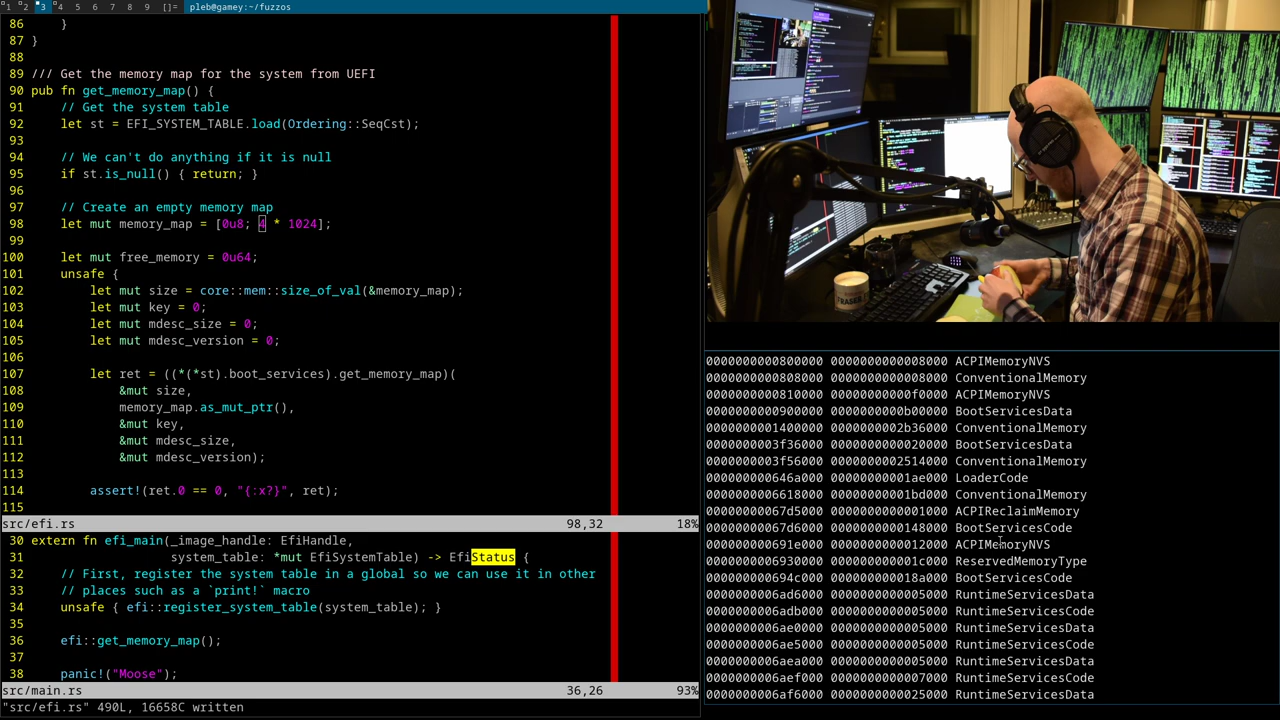 1 2 3 4 5 6 7 8 9 []= pleb@gamey:~/fuzzos
86     }
87 }
88
89 /// Get the memory map for the system from UEFI
90 pub fn get_memory_map() {
91     // Get the system table
92     let st = EFI_SYSTEM_TABLE.load(Ordering::SeqCst);
93
94     // We can't do anything if it is null
95     if st.is_null() { return; }
96
97     // Create an empty memory map
98     let mut memory_map = [0u8; 4 * 1024];
99
100     let mut free_memory = 0u64;
101     unsafe {
102         let mut size = core::mem::size_of_val(&memory_map);
103         let mut key = 0;
104         let mut mdesc_size = 0;
105         let mut mdesc_version = 0;
106
107         let ret = ((*(*st).boot_services).get_memory_map)(
108             &mut size,
109             memory_map.as_mut_ptr(),
110             &mut key,
111             &mut mdesc_size,
112             &mut mdesc_version);
113
114         assert!(ret.0 == 0, "{:x?}", ret);
115
src/efi.rs 98,32 18%
30 extern fn efi_main(_image_handle: EfiHandle,
31                    system_table: *mut EfiSystemTable) -> EfiStatus {
32     // First, register the system table in a global so we can use it in other
33     // places such as a `print!` macro
34     unsafe { efi::register_system_table(system_table); }
35
36     efi::get_memory_map();
37
38     panic!("Moose");
src/main.rs 36,26 93%
"src/efi.rs" 490L, 16658C written
FRASIER
0000000000800000 0000000000008000 ACPIMemoryNVS
0000000000808000 0000000000008000 ConventionalMemory
0000000000810000 00000000000f0000 ACPIMemoryNVS
0000000000900000 0000000000b00000 BootServicesData
0000000001400000 0000000002b36000 ConventionalMemory
0000000003f36000 0000000000020000 BootServicesData
0000000003f56000 0000000002514000 ConventionalMemory
000000000646a000 00000000001ae000 LoaderCode
0000000006618000 00000000001bd000 ConventionalMemory
00000000067d5000 0000000000001000 ACPIReclaimMemory
00000000067d6000 0000000000148000 BootServicesCode
000000000691e000 0000000000012000 ACPIMemoryNVS
0000000006930000 000000000001c000 ReservedMemoryType
000000000694c000 000000000018a000 BootServicesCode
0000000006ad6000 0000000000005000 RuntimeServicesData
0000000006adb000 0000000000005000 RuntimeServicesCode
0000000006ae0000 0000000000005000 RuntimeServicesData
0000000006ae5000 0000000000005000 RuntimeServicesCode
0000000006aea000 0000000000005000 RuntimeServicesData
0000000006aef000 0000000000007000 RuntimeServicesCode
0000000006af6000 0000000000025000 RuntimeServicesData